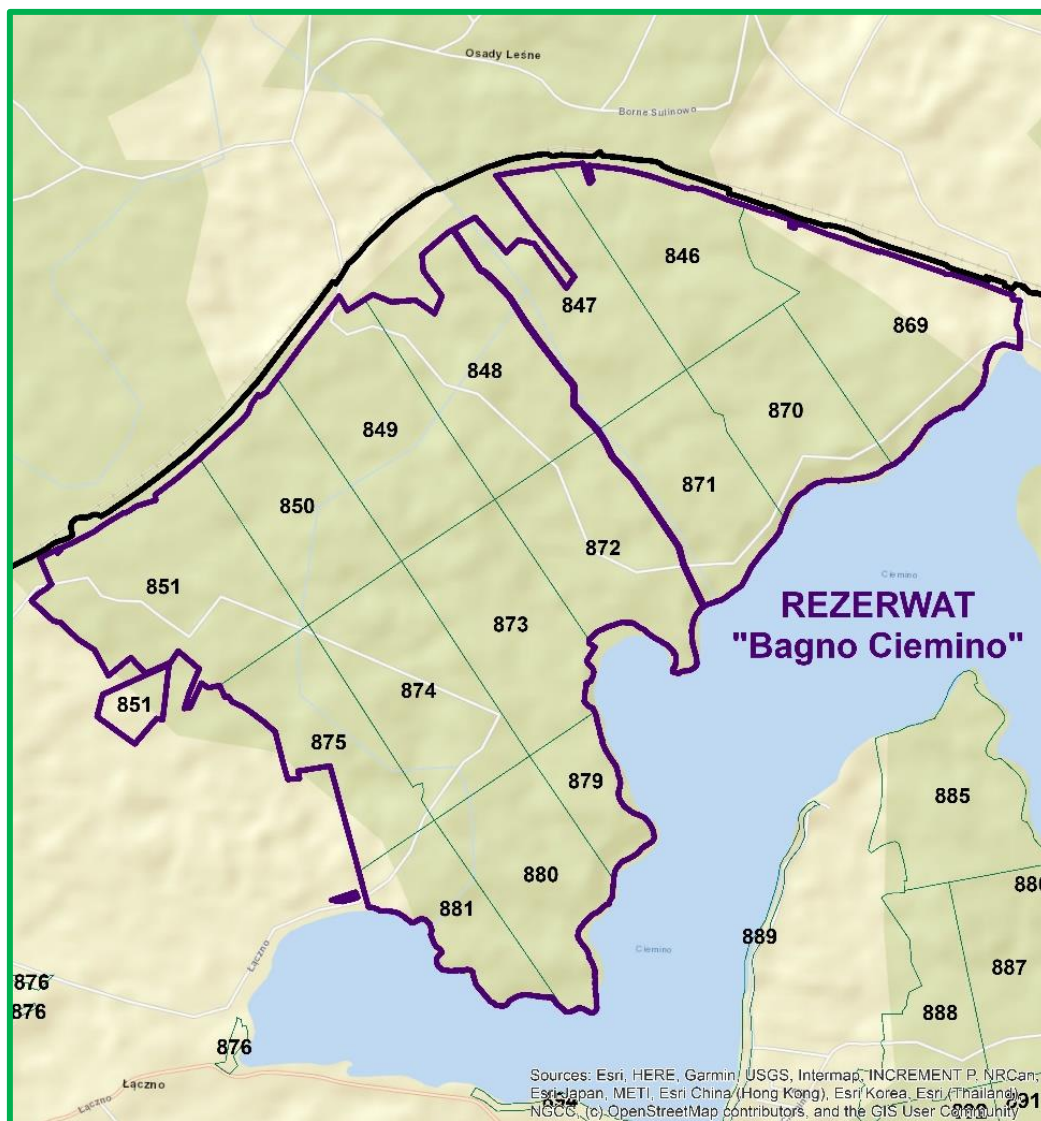 Osady Leśne
Borne Sulinowo
846
847
869
848
870
849
871
850
872
851
Ciemino
REZERWAT
"Bagno Ciemino"
873
874
851
875
879
885
880
881
889
Ciemino
887
Łączno
876
876
888
876
Łączno
Łączno
Sources: Esri, HERE, Garmin, USGS, Intermap, INCREMENT P, NRCan,
Esri Japan, METI, Esri China (Hong Kong), Esri Korea, Esri (Thailand),
NGCC, (c) OpenStreetMap contributors, and the GIS User Community